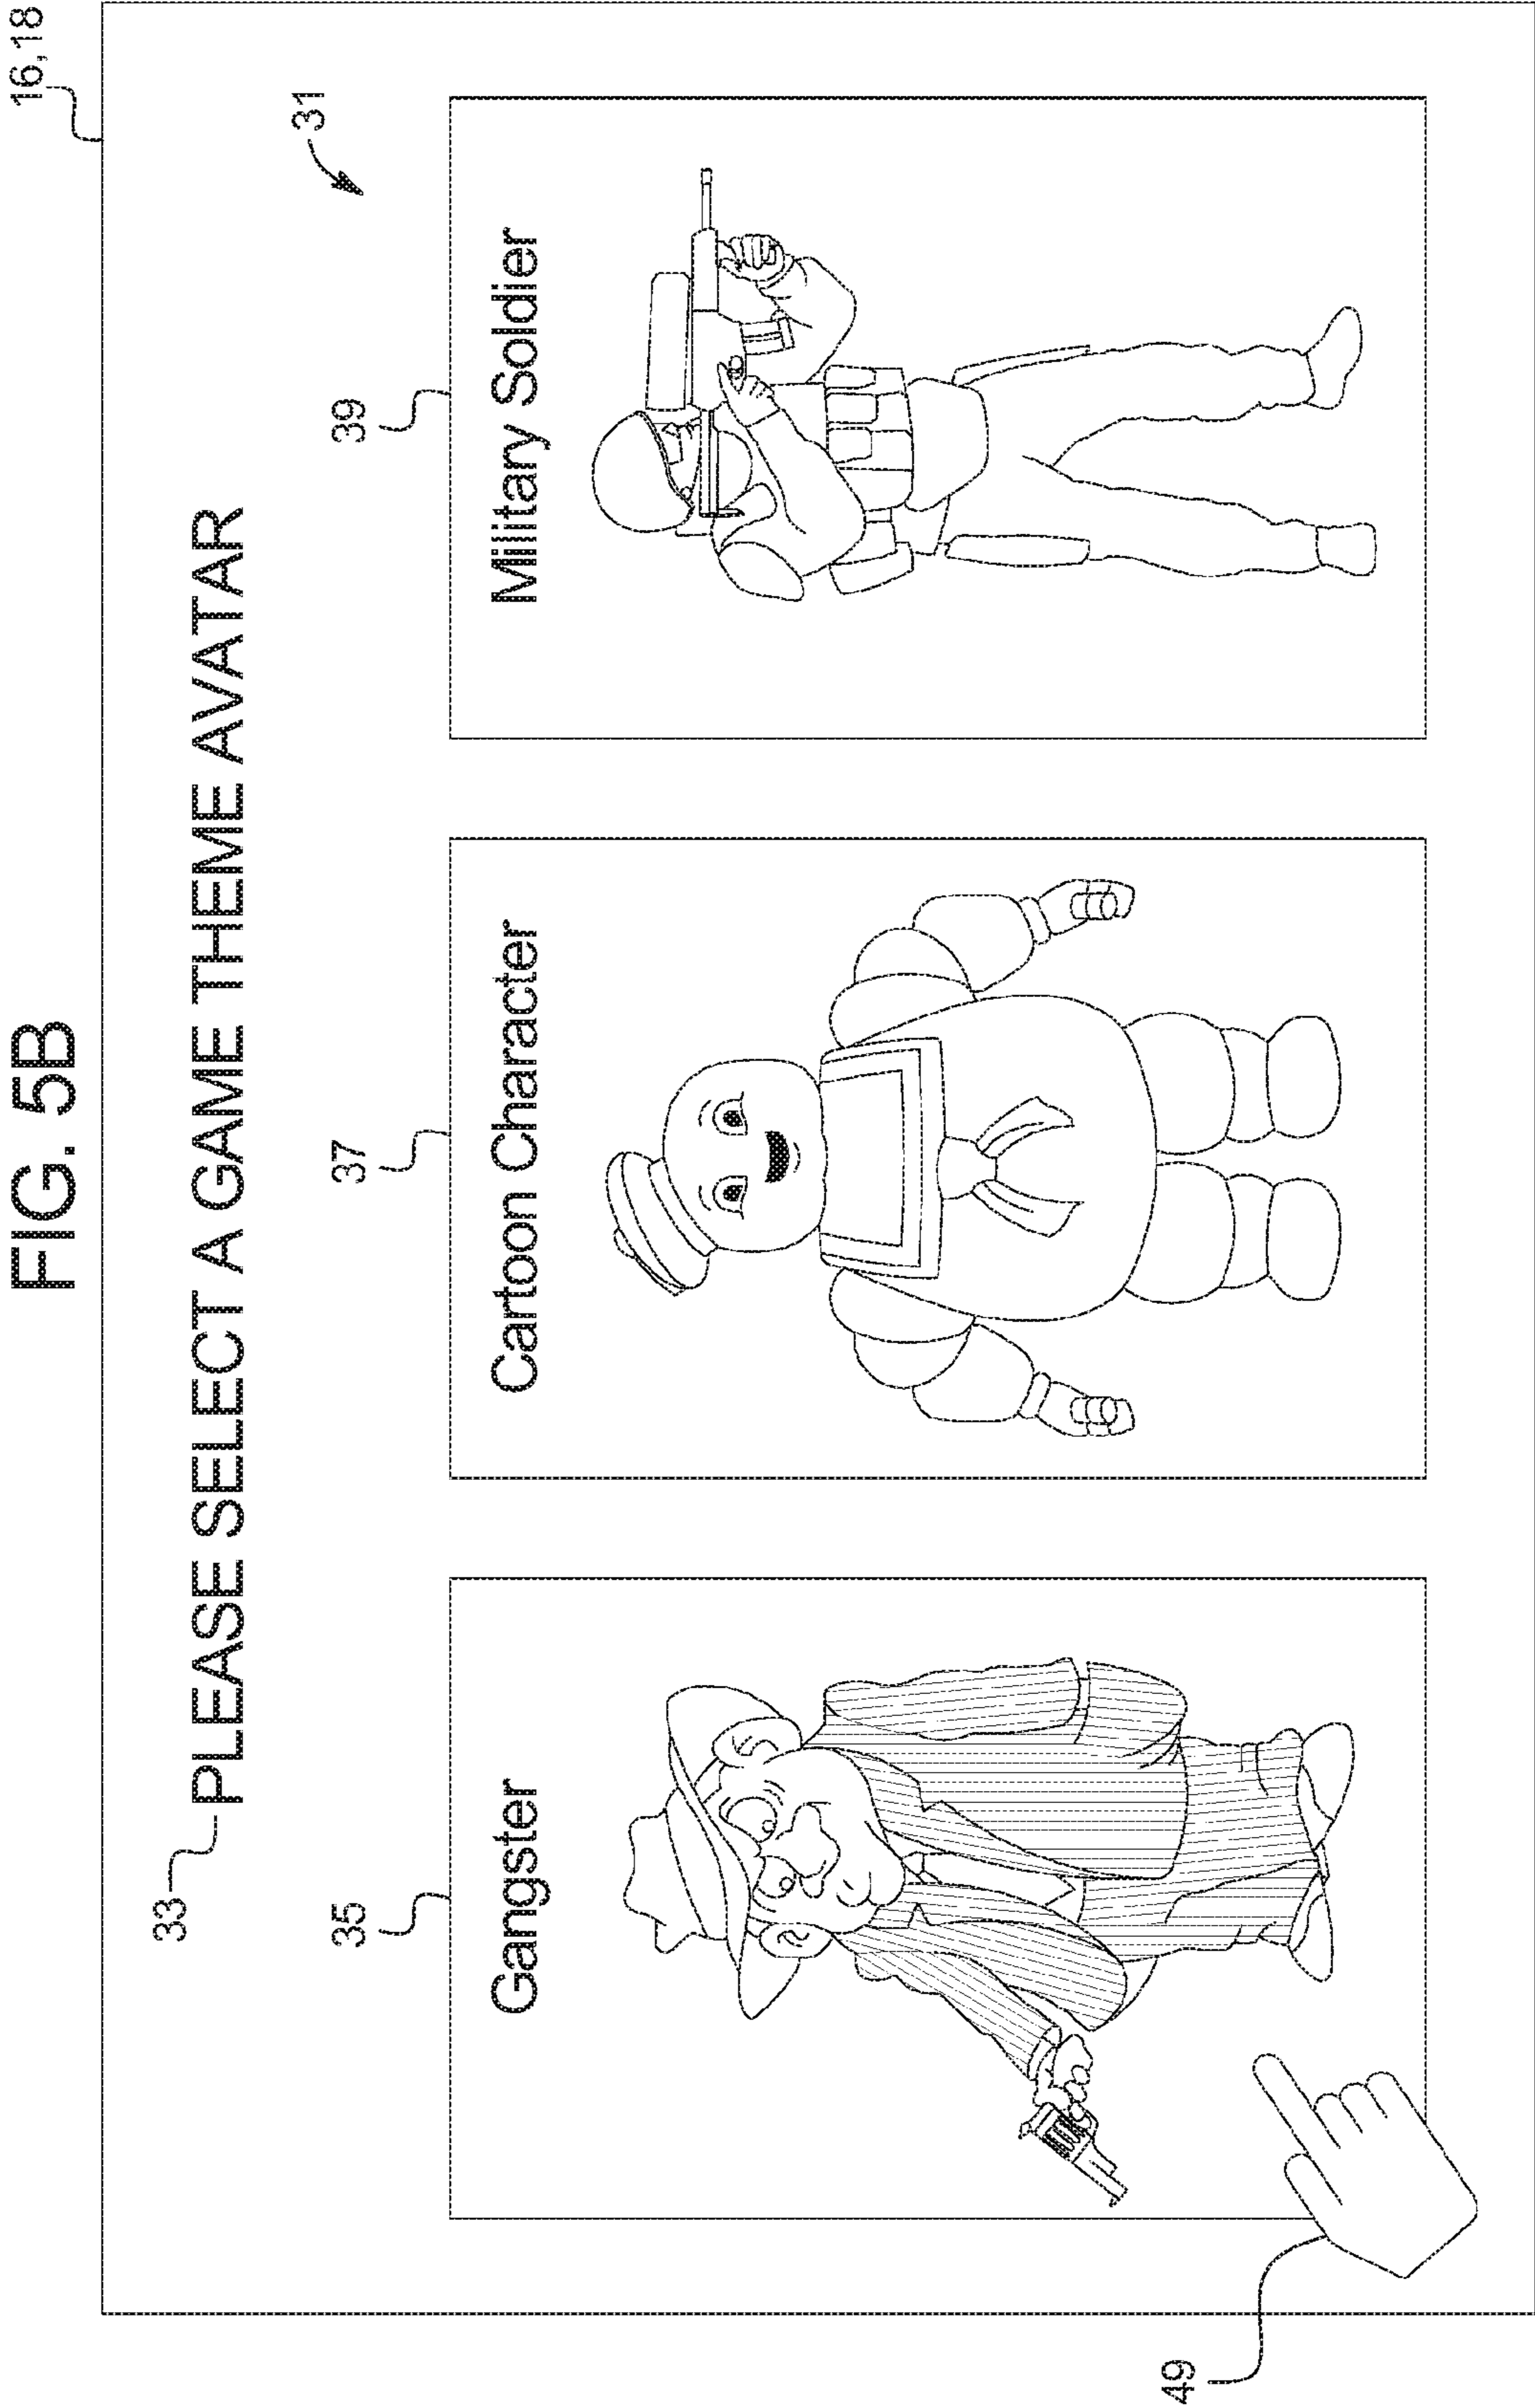 FIG. 5B
16,18
33
PLEASE SELECT A GAME THEME AVATAR
31
35
37
39
Gangster
Cartoon Character
Military Soldier
49